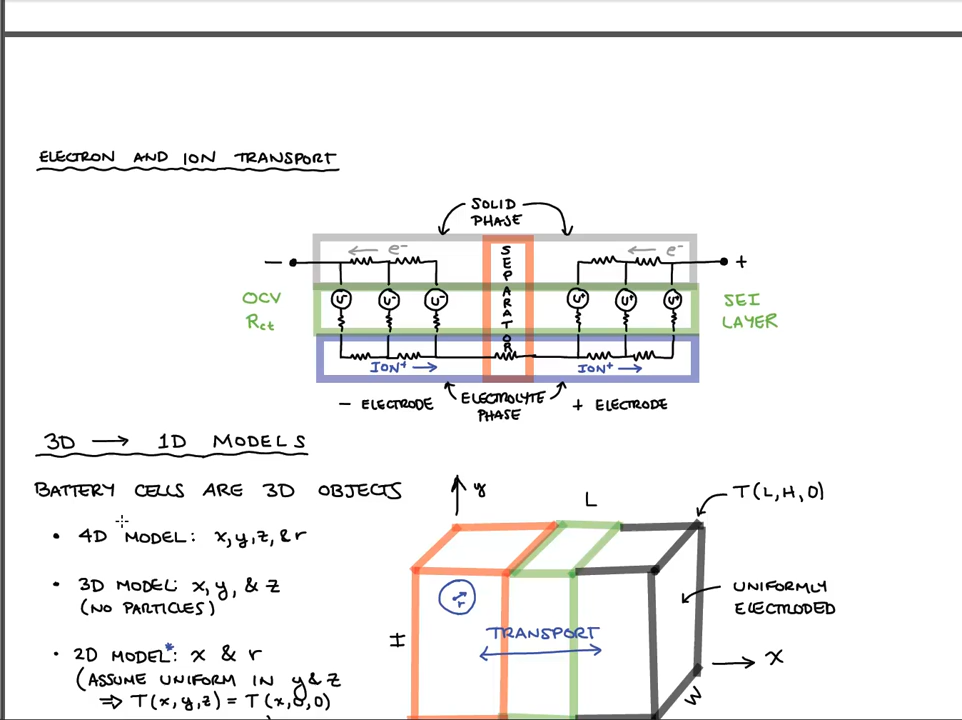 ELECTRON AND ION TRANSPORT
SOLID
PHASE
e⁻
e⁻
−
+
SEPARATOR
OCV
Rct
U⁻ U⁻ U⁻ U⁺ U⁺ U⁺
SEI
LAYER
ION⁺ →
ION⁺ →
− ELECTRODE
ELECTROLYTE
PHASE
+ ELECTRODE
3D → 1D MODELS
BATTERY CELLS ARE 3D OBJECTS
• 4D MODEL: x, y, z, & r
• 3D MODEL: x, y, & z
(NO PARTICLES)
• 2D MODEL*: x & r
(ASSUME UNIFORM IN y & z
⇒ T(x,y,z) = T(x,0,0)
y
L
T(L,H,0)
r
UNIFORMLY
ELECTRODED
H
TRANSPORT
x
W